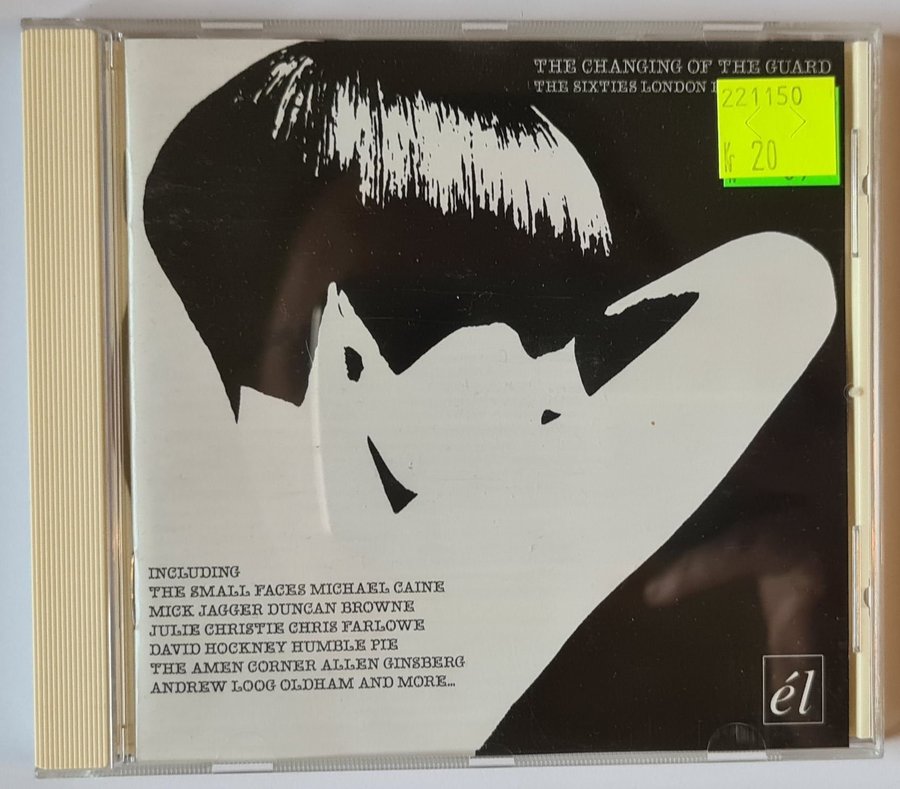 THE CHANGING OF THE GUARD
THE SIXTIES LONDON
221150
Kr 20
INCLUDING
THE SMALL FACES MICHAEL CAINE
MICK JAGGER DUNCAN BROWNE
JULIE CHRISTIE CHRIS FARLOWE
DAVID HOCKNEY HUMBLE PIE
THE AMEN CORNER ALLEN GINSBERG
ANDREW LOOG OLDHAM AND MORE...
él